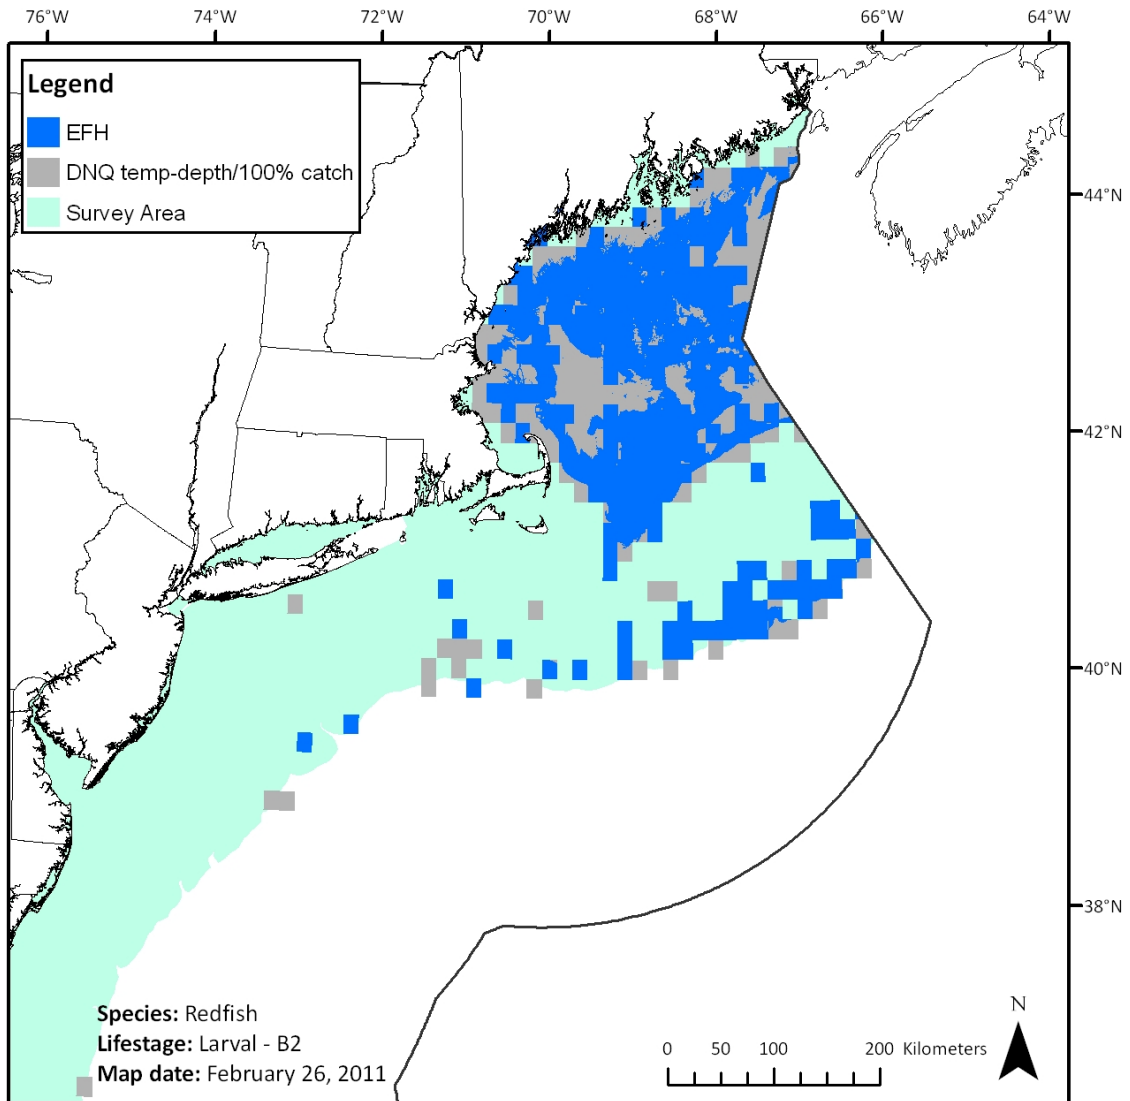 76°W 74°W 72°W 70°W 68°W 66°W 64°W
Legend
EFH
DNQ temp-depth/100% catch
Survey Area
44°N
42°N
40°N
38°N
Species: Redfish
Lifestage: Larval - B2
Map date: February 26, 2011
N
0 50 100 200 Kilometers